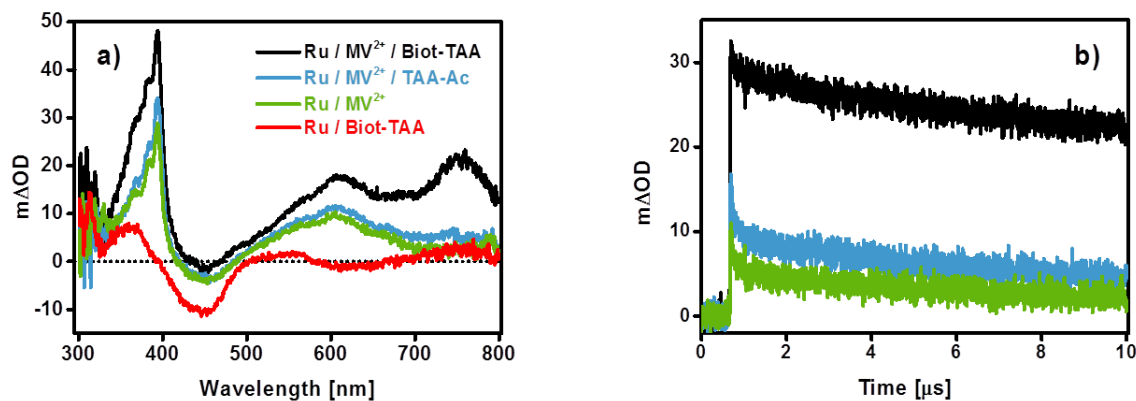 a)
Ru / MV²⁺ / Biot-TAA
Ru / MV²⁺ / TAA-Ac
Ru / MV²⁺
Ru / Biot-TAA
50
40
30
20
10
0
-10
m∆OD
300 400 500 600 700 800
Wavelength [nm]
b)
30
20
10
0
m∆OD
0 2 4 6 8 10
Time [μs]